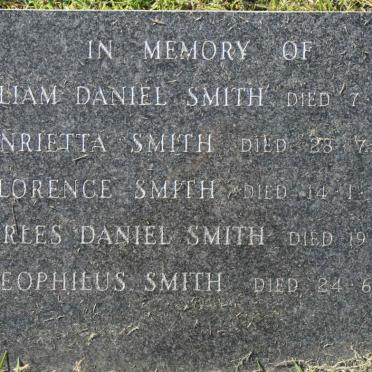 IN MEMORY OF
LIAM DANIEL SMITH DIED 7.
NRIETTA SMITH DIED 28 7
LORENCE SMITH DIED 14.1.
RLES DANIEL SMITH DIED 19
EOPHILUS SMITH DIED 24.6